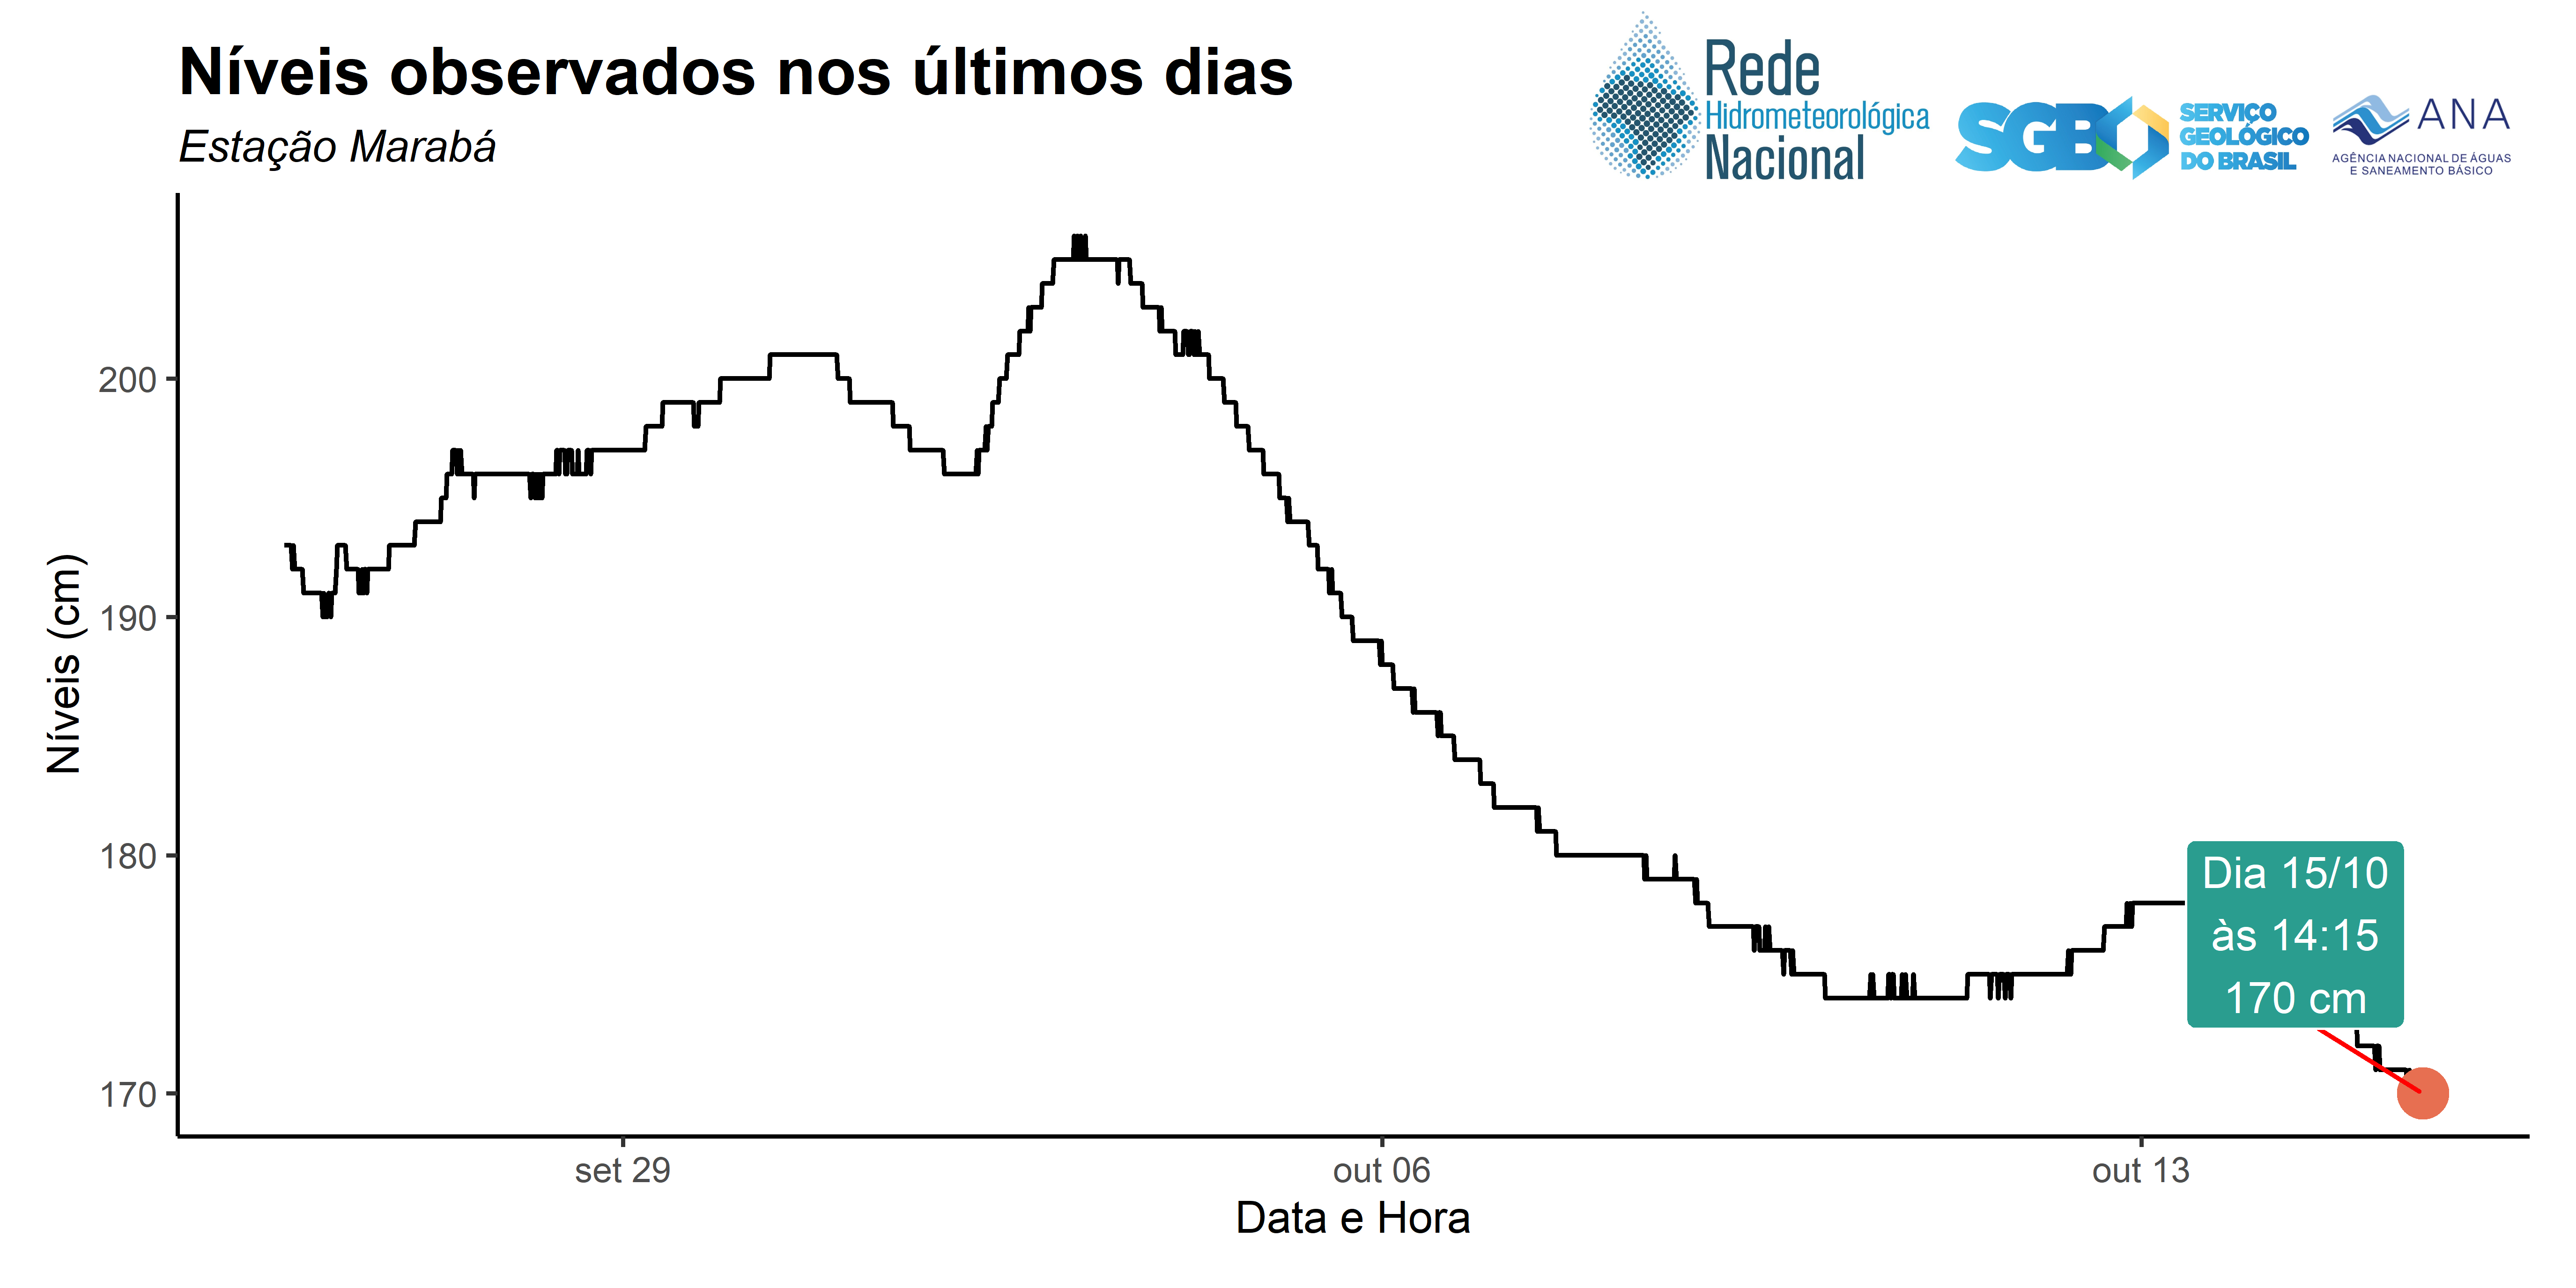 Níveis observados nos últimos dias
Estação Marabá
Rede
Hidrometeorológica
Nacional
SGB
SERVIÇO
GEOLÓGICO
DO BRASIL
ANA
AGÊNCIA NACIONAL DE ÁGUAS
E SANEAMENTO BÁSICO
Níveis (cm)
200
190
180
170
Dia 15/10
às 14:15
170 cm
set 29
out 06
out 13
Data e Hora